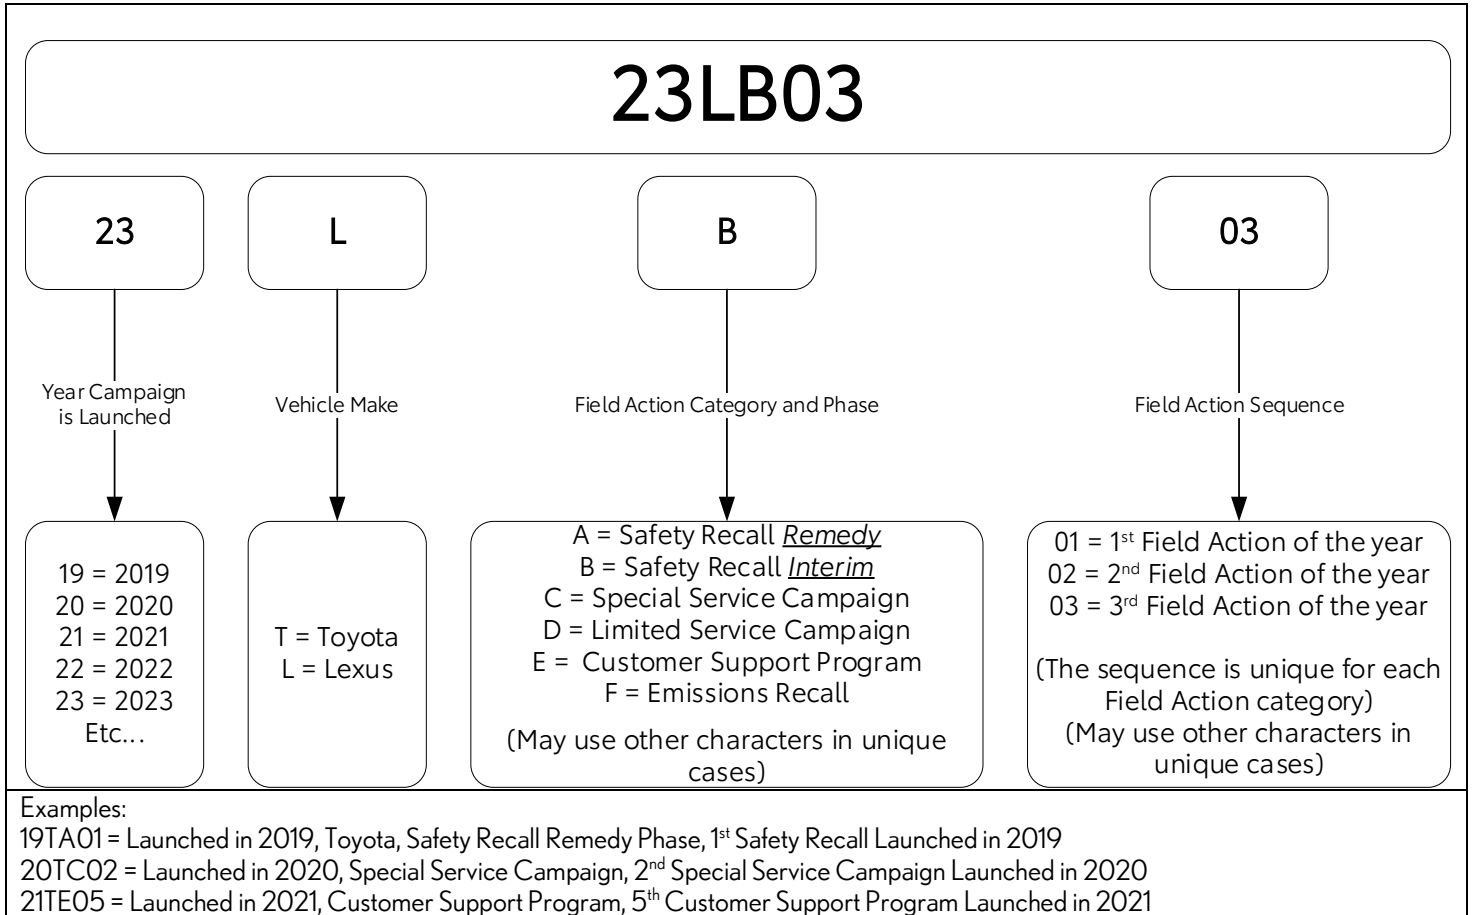 23LB03
23
L
B
03
Year Campaign
is Launched
Vehicle Make
Field Action Category and Phase
Field Action Sequence
19 = 2019
20 = 2020
21 = 2021
22 = 2022
23 = 2023
Etc...
T = Toyota
L = Lexus
A = Safety Recall Remedy
B = Safety Recall Interim
C = Special Service Campaign
D = Limited Service Campaign
E = Customer Support Program
F = Emissions Recall
(May use other characters in unique
cases)
01 = 1st Field Action of the year
02 = 2nd Field Action of the year
03 = 3rd Field Action of the year
(The sequence is unique for each
Field Action category)
(May use other characters in
unique cases)
Examples:
19TA01 = Launched in 2019, Toyota, Safety Recall Remedy Phase, 1st Safety Recall Launched in 2019
20TC02 = Launched in 2020, Special Service Campaign, 2nd Special Service Campaign Launched in 2020
21TE05 = Launched in 2021, Customer Support Program, 5th Customer Support Program Launched in 2021